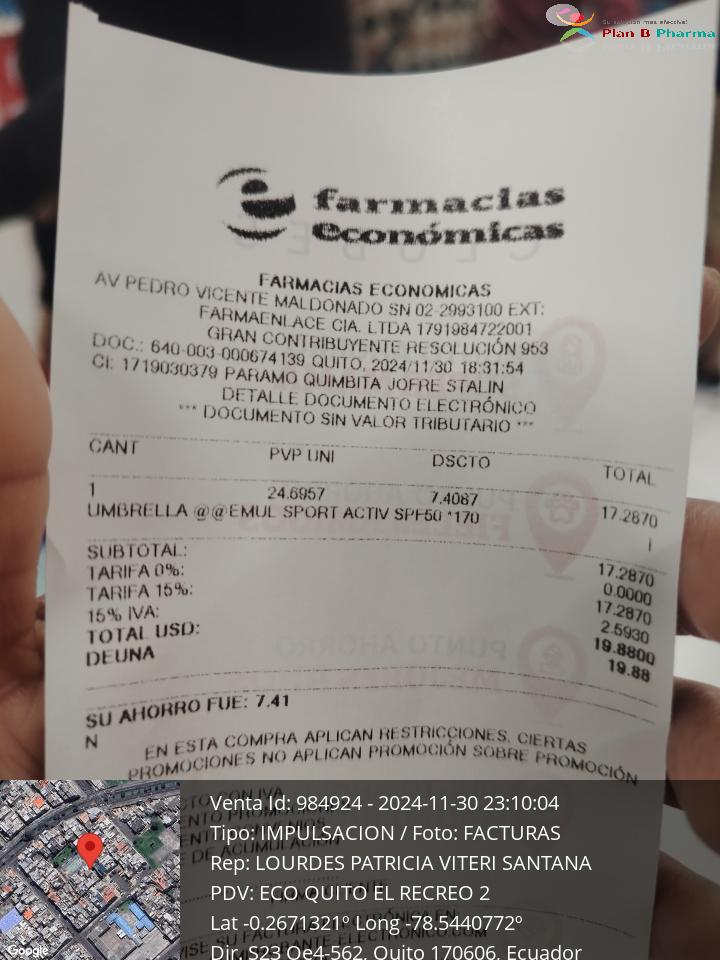 Su solución más efectiva!
Plan B Pharma
farmacias
económicas
FARMACIAS ECONOMICAS
AV PEDRO VICENTE MALDONADO SN 02-2993100 EXT:
FARMAENLACE CIA. LTDA 1791984722001
GRAN CONTRIBUYENTE RESOLUCIÓN 953
DOC.: 640-003-000674139 QUITO, 2024/11/30 18:31:54
CI: 1719030379 PARAMO QUIMBITA JOFRE STALIN
DETALLE DOCUMENTO ELECTRÓNICO
*** DOCUMENTO SIN VALOR TRIBUTARIO ***
CANT PVP UNI DSCTO TOTAL
1 24.6957 7.4087 17.2870
UMBRELLA @@EMUL SPORT ACTIV SPF50 *170 I
SUBTOTAL: 17.2870
TARIFA 0%: 0.0000
TARIFA 15%: 17.2870
15% IVA: 2.5930
TOTAL USD: 19.8800
DEUNA 19.88
SU AHORRO FUE: 7.41
N
EN ESTA COMPRA APLICAN RESTRICCIONES, CIERTAS
PROMOCIONES NO APLICAN PROMOCIÓN SOBRE PROMOCIÓN
Venta Id: 984924 - 2024-11-30 23:10:04
Tipo: IMPULSACION / Foto: FACTURAS
Rep: LOURDES PATRICIA VITERI SANTANA
PDV: ECO QUITO EL RECREO 2
Lat -0.2671321º Long -78.5440772º
Dir. S23 Oe4-562, Quito 170606, Ecuador
Google